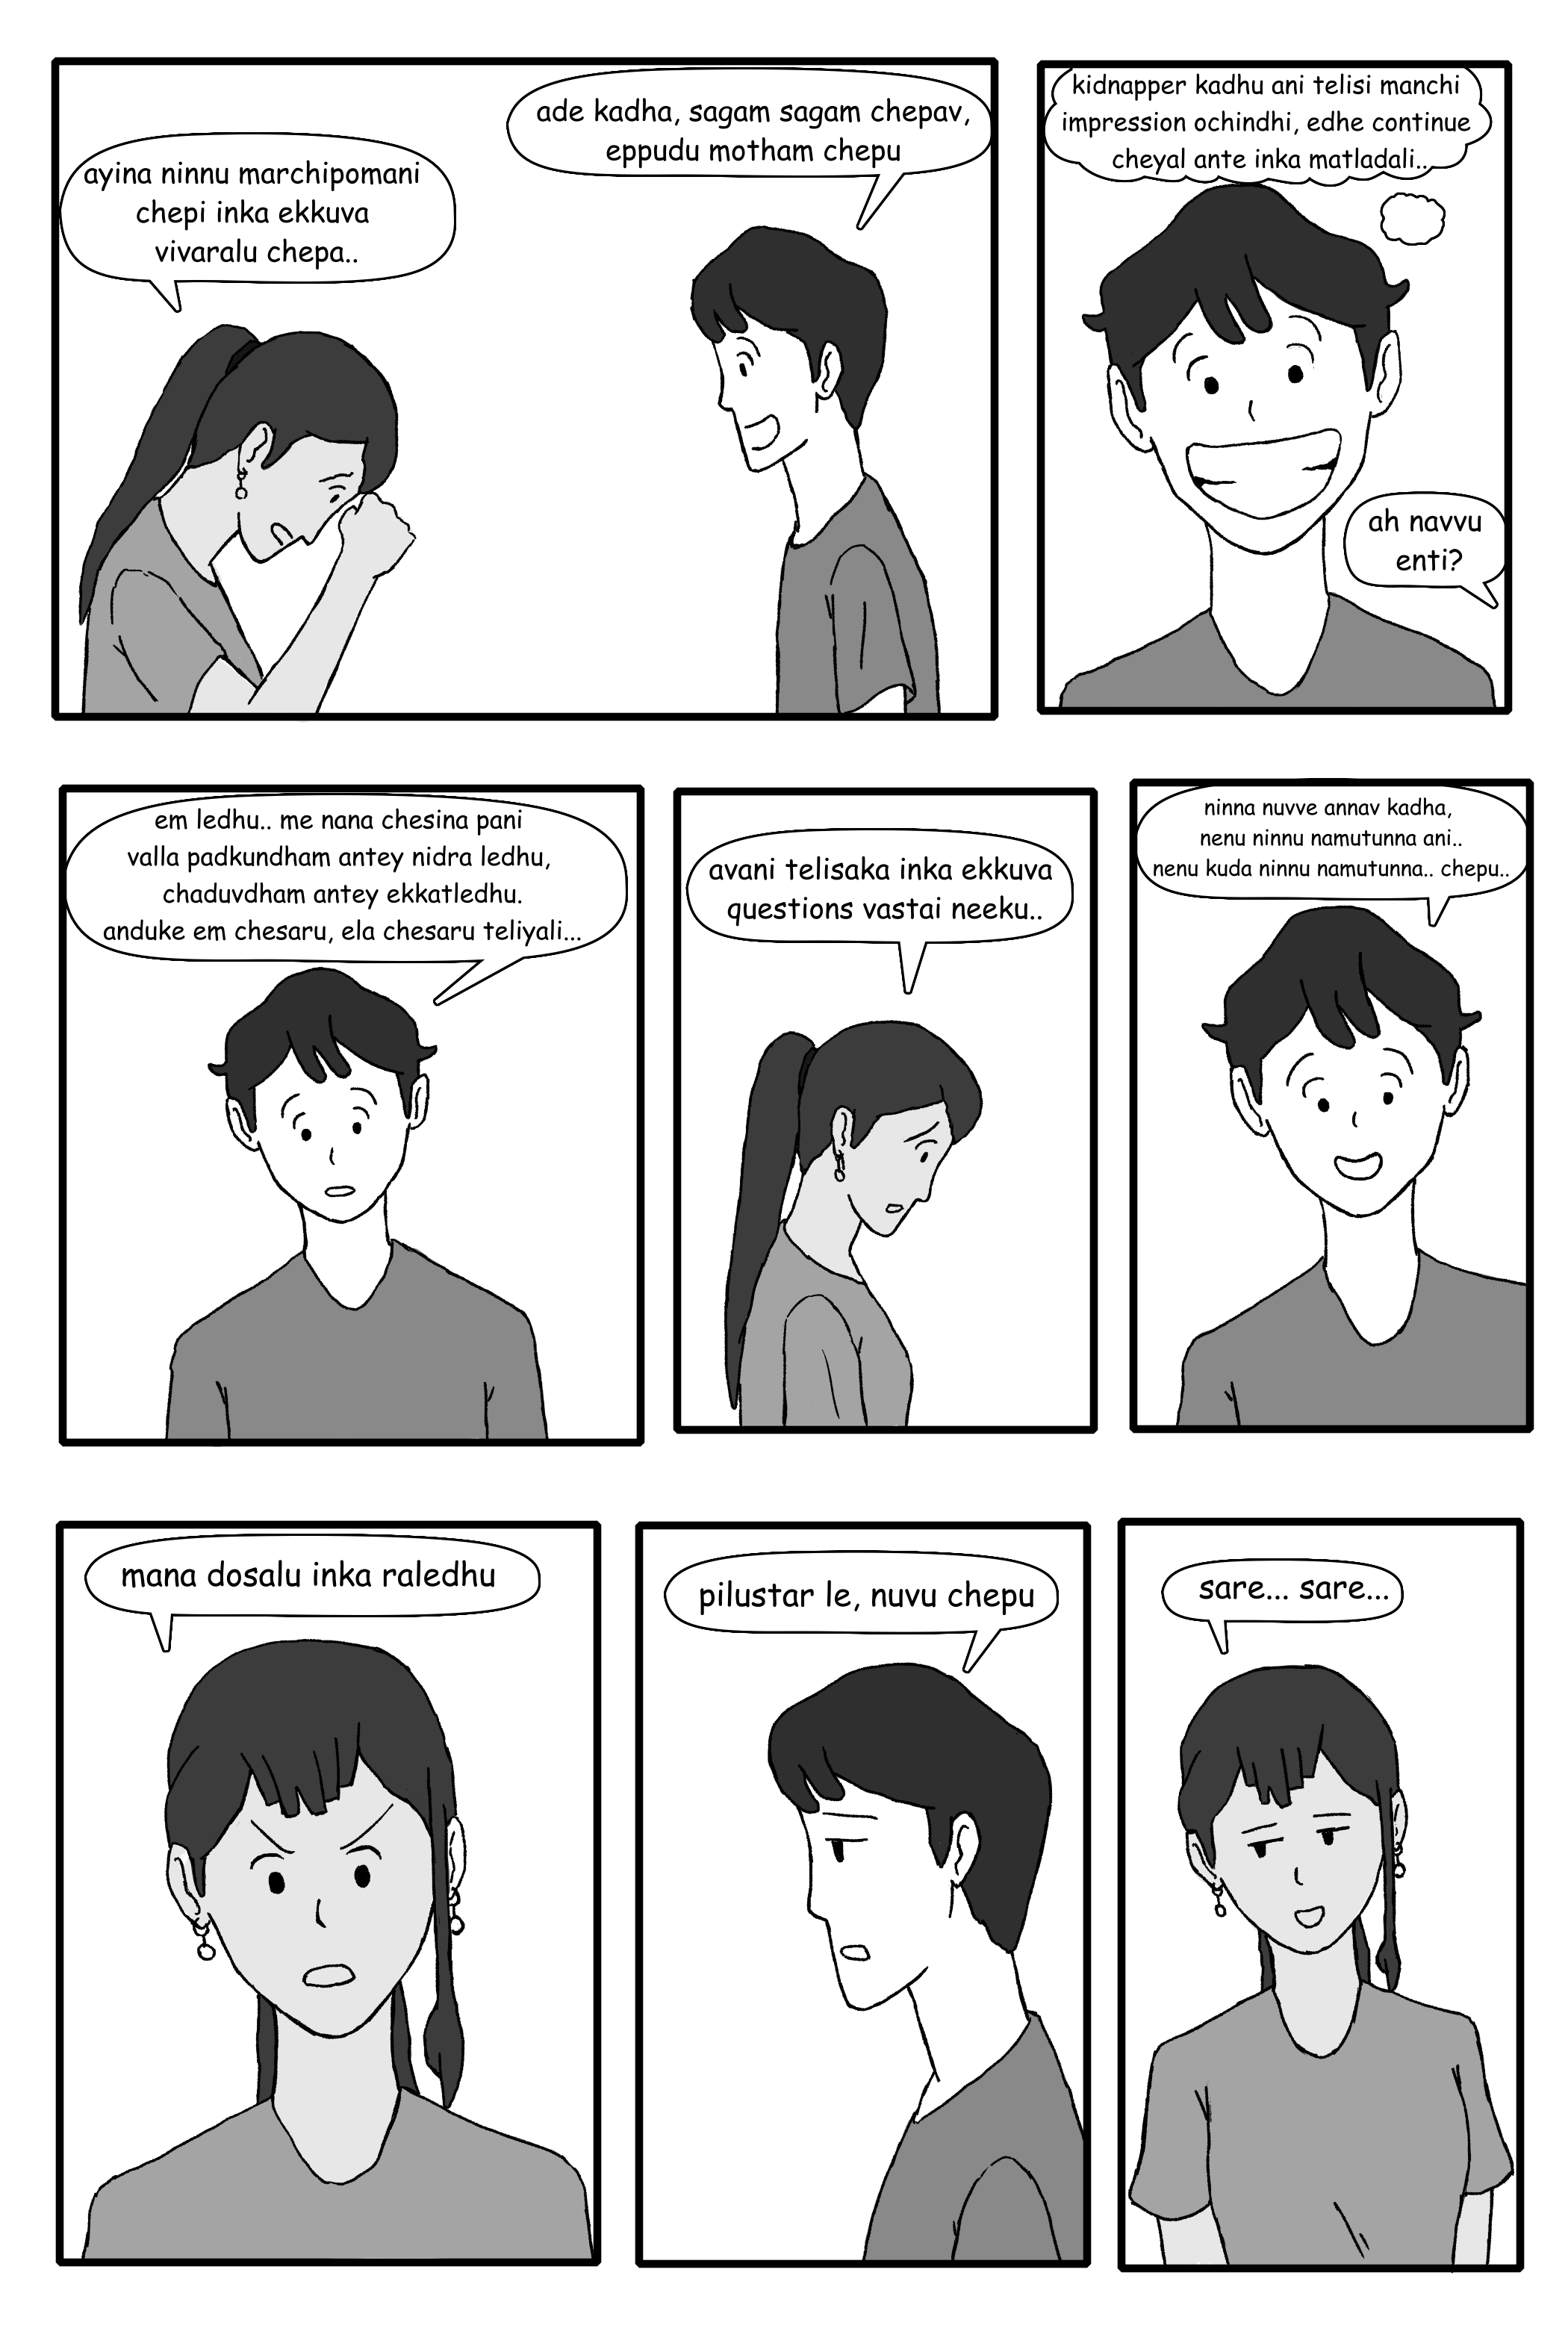 ayina ninnu marchipomani
chepi inka ekkuva
vivaralu chepa..
ade kadha, sagam sagam chepav,
eppudu motham chepu
kidnapper kadhu ani telisi manchi
impression ochindhi, edhe continue
cheyal ante inka matladali..
ah navvu
enti?
em ledhu.. me nana chesina pani
valla padkundham antey nidra ledhu,
chaduvdham antey ekkatledhu.
anduke em chesaru, ela chesaru teliyali...
avani telisaka inka ekkuva
questions vastai neeku..
ninna nuvve annav kadha,
nenu ninnu namutunna ani..
nenu kuda ninnu namutunna.. chepu..
mana dosalu inka raledhu
pilustar le, nuvu chepu
sare... sare...